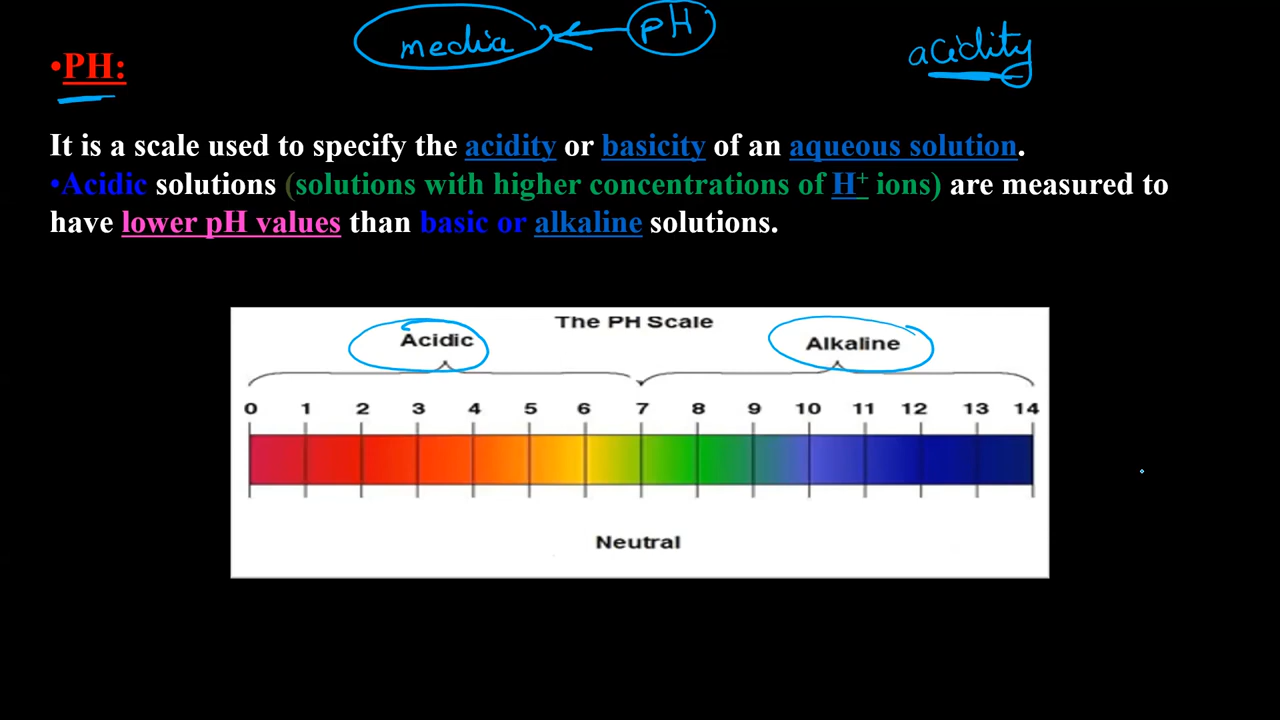 media pH
acidity
•PH:
It is a scale used to specify the acidity or basicity of an aqueous solution.
•Acidic solutions (solutions with higher concentrations of H+ ions) are measured to
have lower pH values than basic or alkaline solutions.
The PH Scale
Acidic Alkaline
0 1 2 3 4 5 6 7 8 9 10 11 12 13 14
Neutral